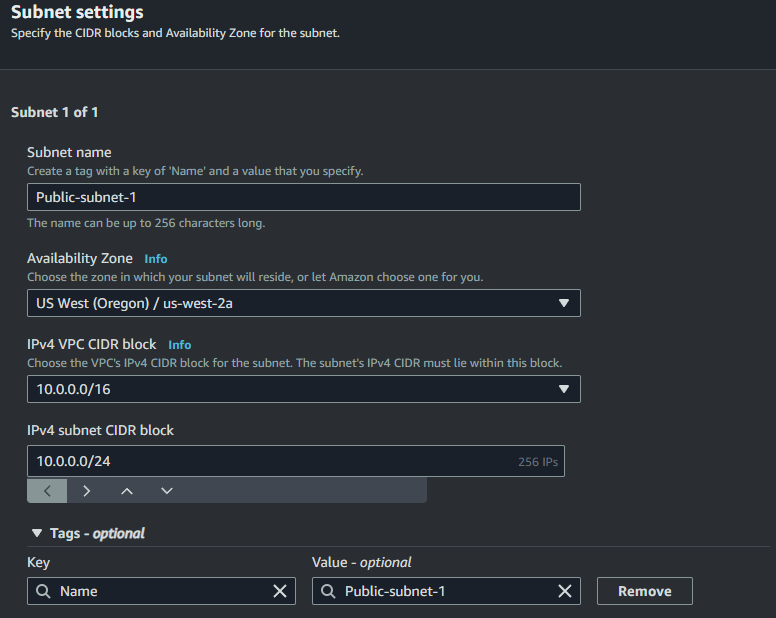 Subnet settings
Specify the CIDR blocks and Availability Zone for the subnet.
Subnet 1 of 1
Subnet name
Create a tag with a key of 'Name' and a value that you specify.
Public-subnet-1
The name can be up to 256 characters long.
Availability Zone Info
Choose the zone in which your subnet will reside, or let Amazon choose one for you.
US West (Oregon) / us-west-2a
IPv4 VPC CIDR block Info
Choose the VPC's IPv4 CIDR block for the subnet. The subnet's IPv4 CIDR must lie within this block.
10.0.0.0/16
IPv4 subnet CIDR block
10.0.0.0/24 256 IPs
Tags - optional
Key Value - optional
Name Public-subnet-1 Remove